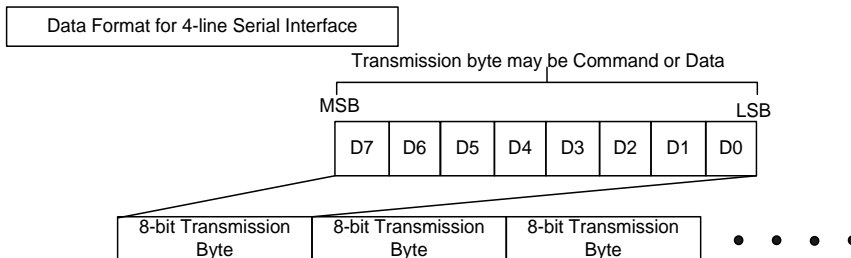 Data Format for 4-line Serial Interface
Transmission byte may be Command or Data
MSB
LSB
D7 D6 D5 D4 D3 D2 D1 D0
8-bit Transmission Byte
8-bit Transmission Byte
8-bit Transmission Byte